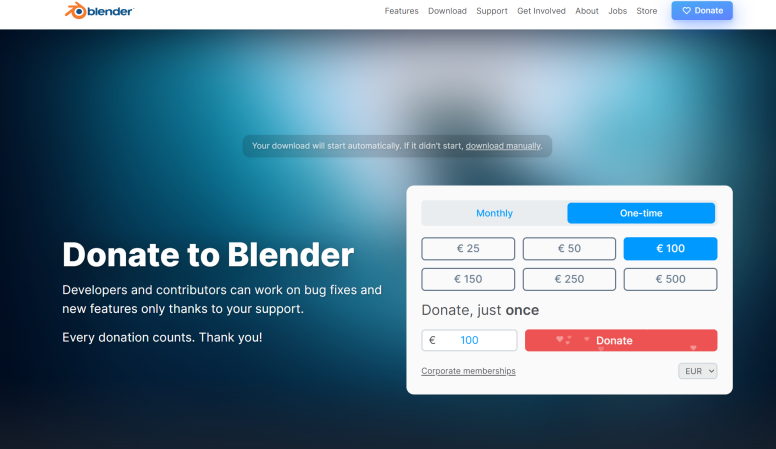 blender
Features Download Support Get Involved About Jobs Store Donate
Your download will start automatically. If it didn't start, download manually.
Donate to Blender
Developers and contributors can work on bug fixes and
new features only thanks to your support.
Every donation counts. Thank you!
Monthly One-time
€ 25 € 50 € 100
€ 150 € 250 € 500
Donate, just once
€ 100 Donate
Corporate memberships EUR